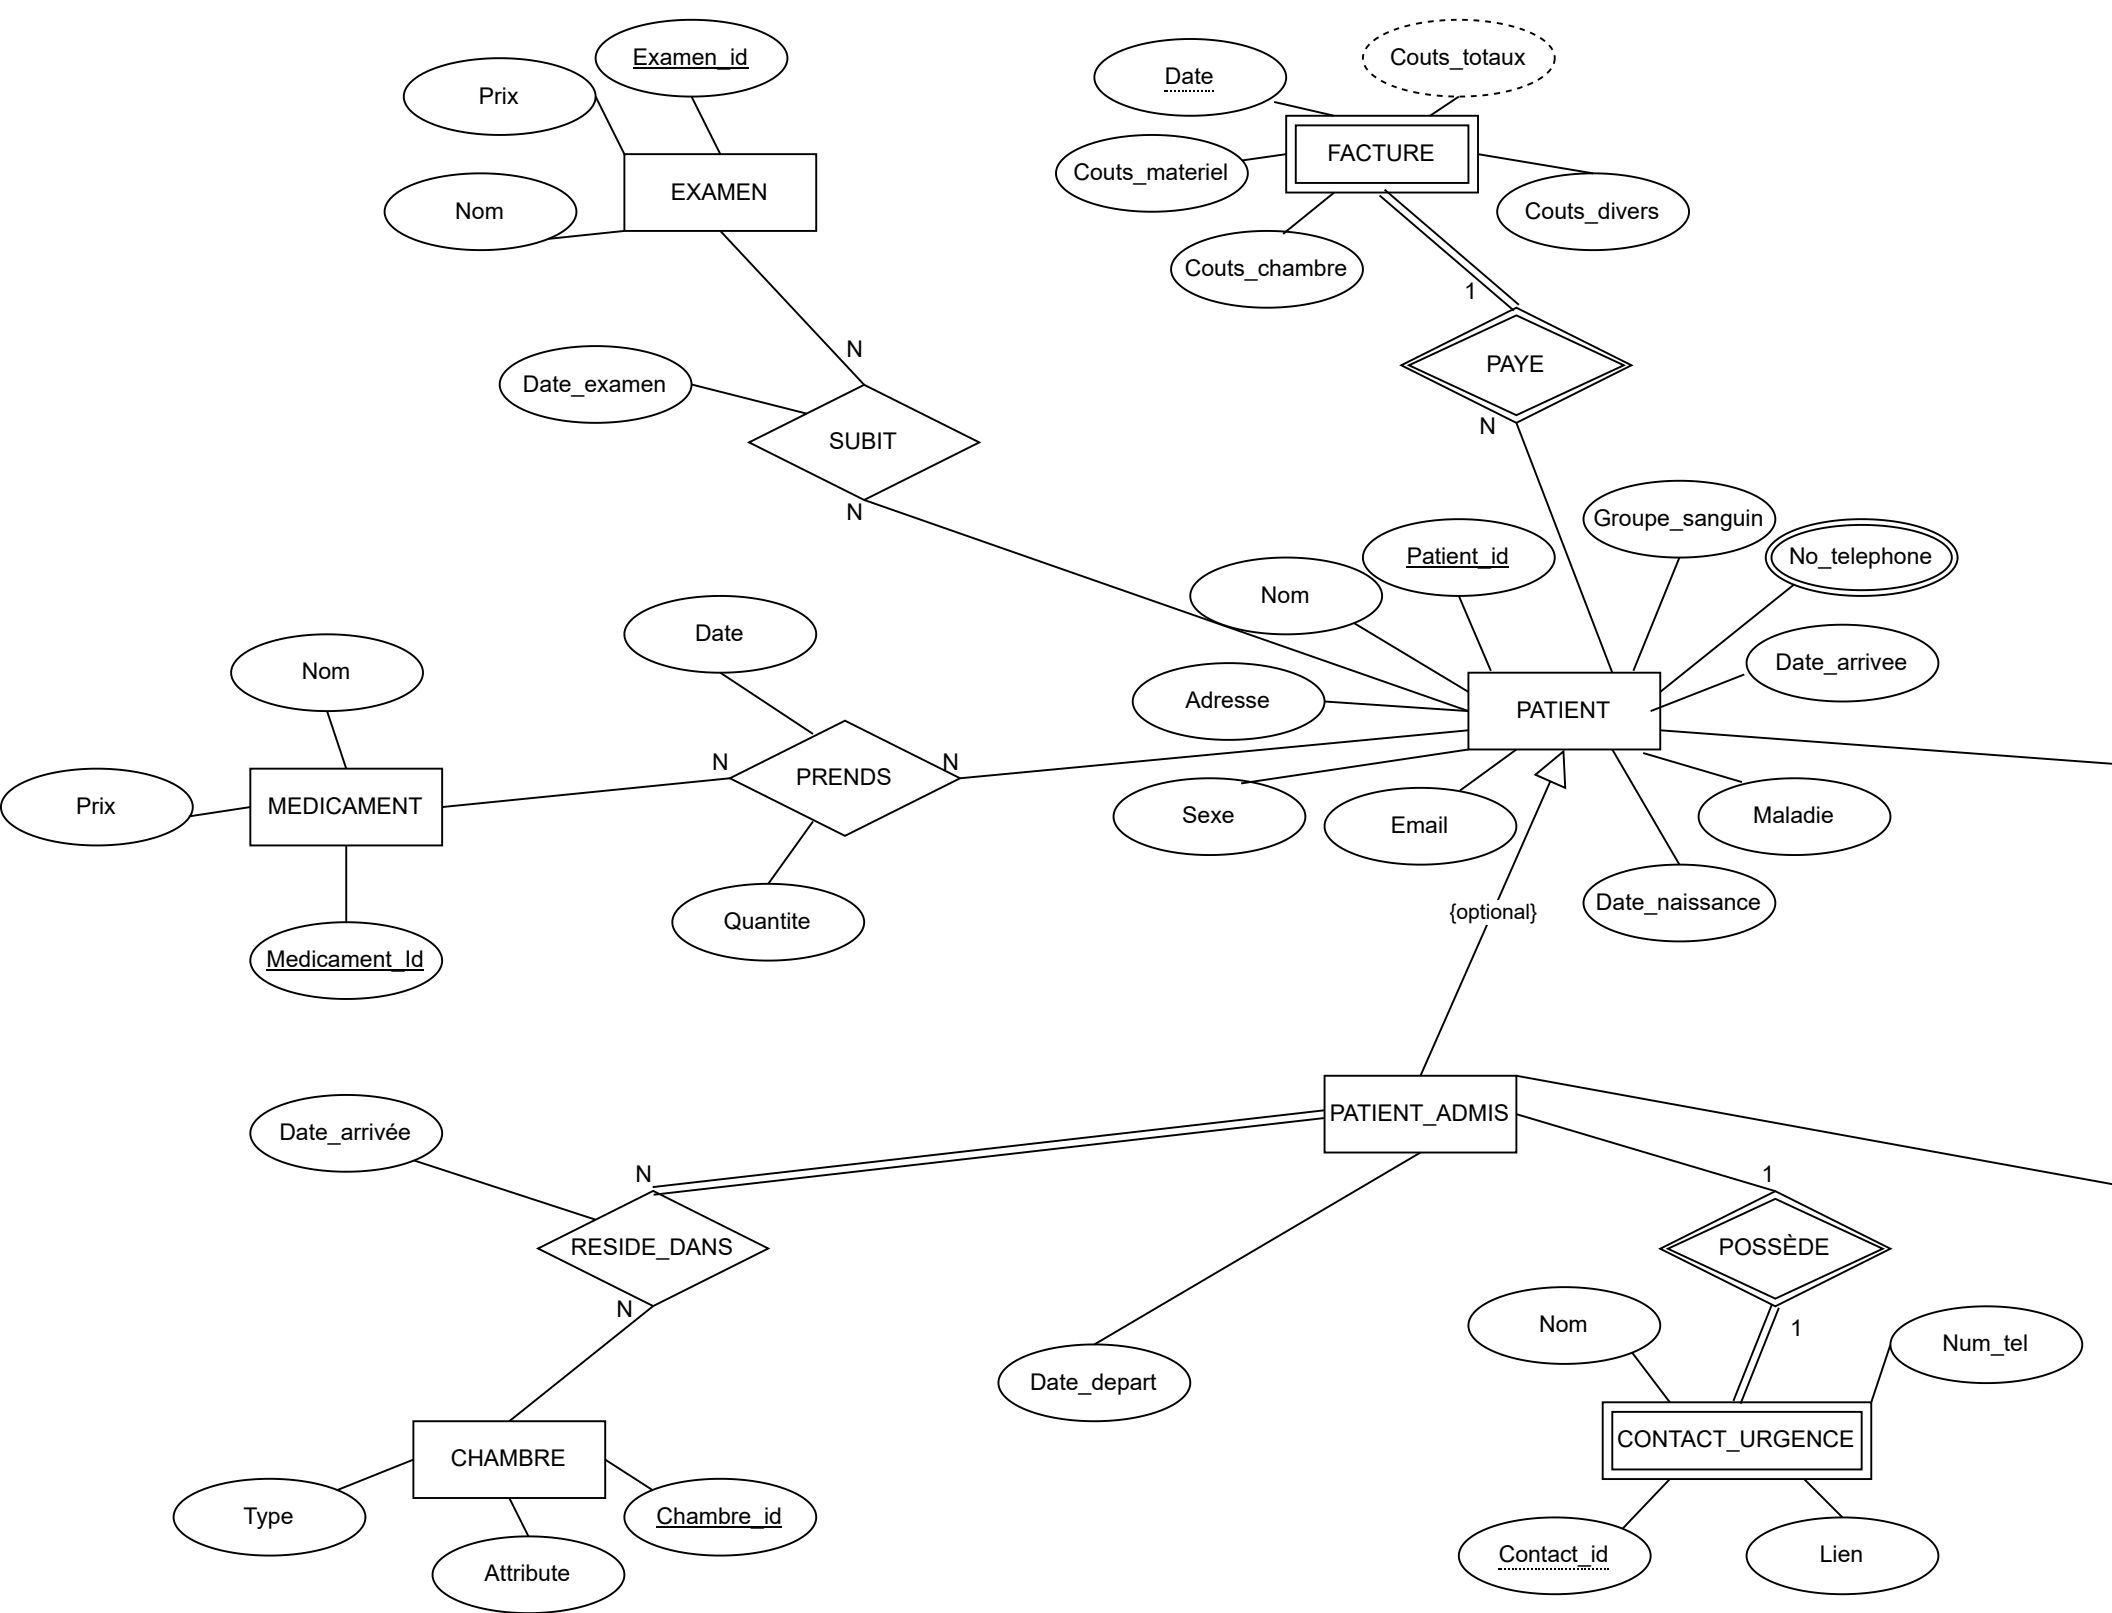 Examen_id
Couts_totaux
Date
Prix
FACTURE
Couts_materiel
EXAMEN
Nom
Couts_divers
Couts_chambre
1
N
PAYE
Date_examen
N
SUBIT
N
Groupe_sanguin
Patient_id
No_telephone
Nom
Date
Date_arrivee
Nom
Adresse
PATIENT
N
N
PRENDS
MEDICAMENT
Prix
Sexe
Email
Maladie
Date_naissance
{optional}
Quantite
Medicament_Id
PATIENT_ADMIS
Date_arrivée
N
1
RESIDE_DANS
POSSÈDE
N
Nom
1
Num_tel
Date_depart
CONTACT_URGENCE
CHAMBRE
Type
Chambre_id
Contact_id
Lien
Attribute